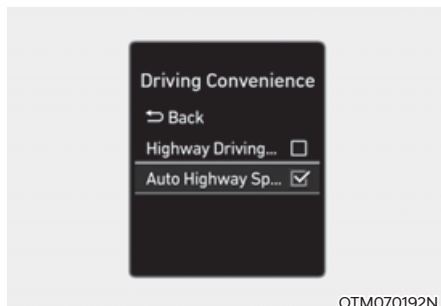 Driving Convenience
Back
Highway Driving...
Auto Highway Sp...
OTM070192N